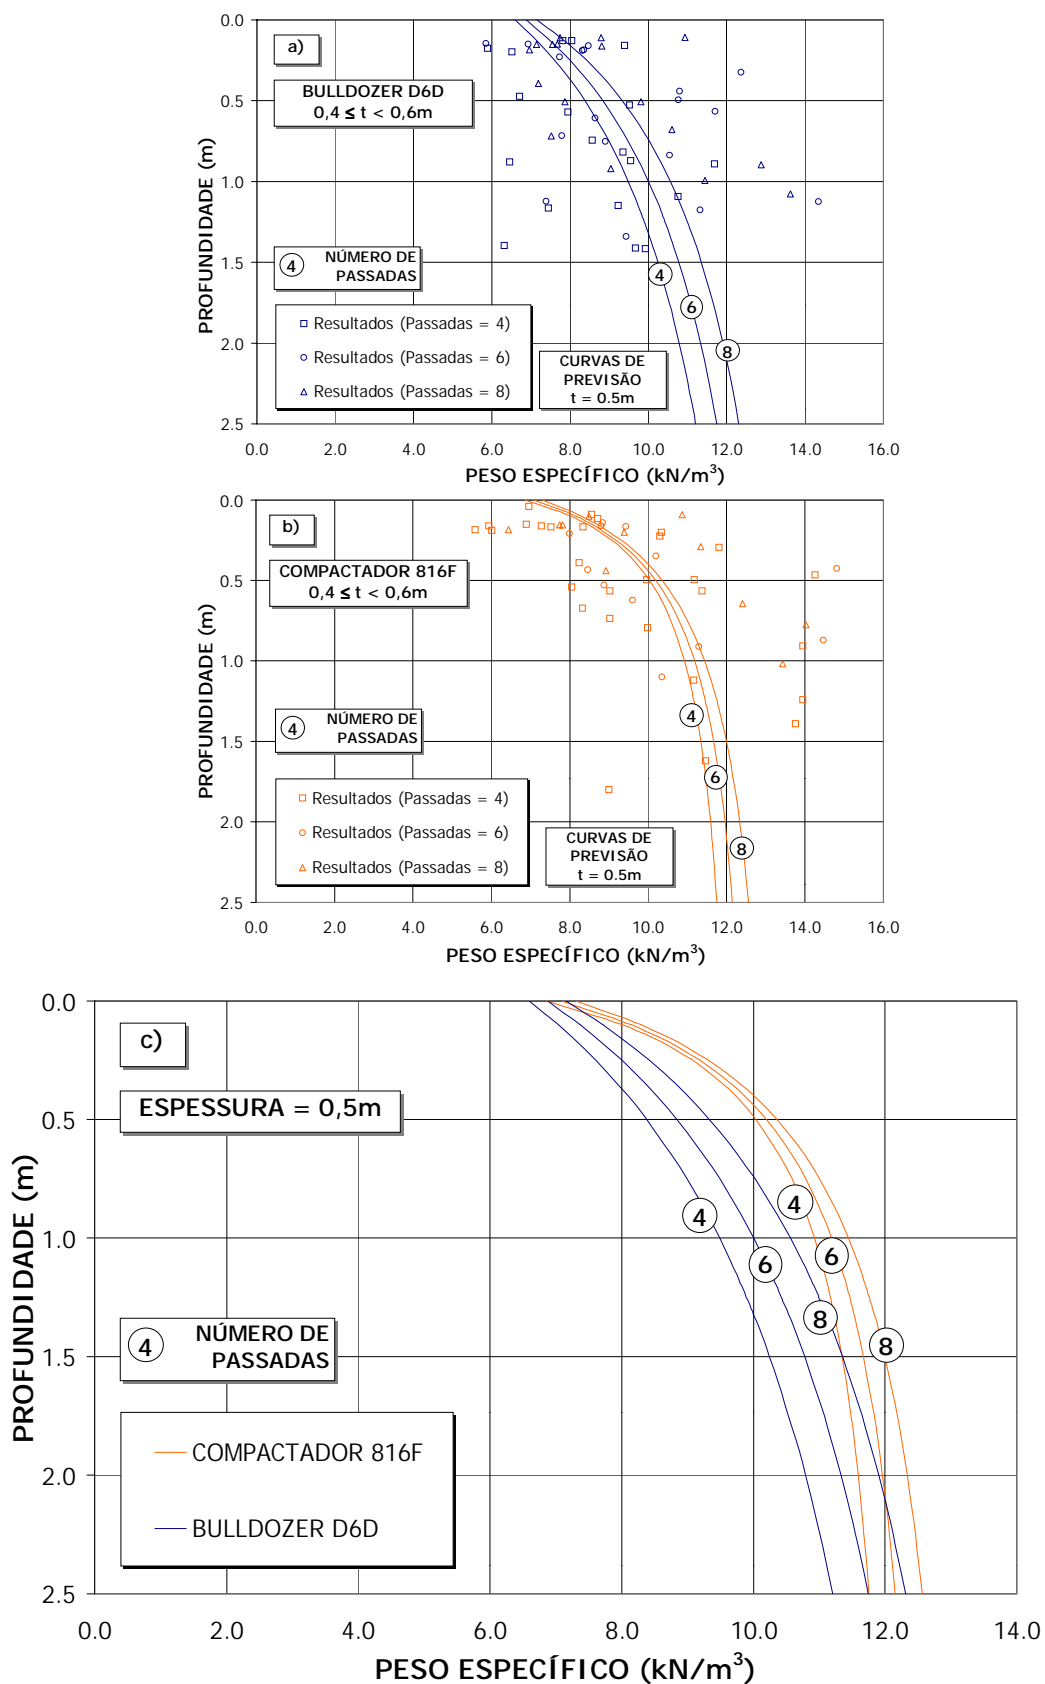 0.0
0.5
1.0
1.5
2.0
2.5
0.0 2.0 4.0 6.0 8.0 10.0 12.0 14.0 16.0
PROFUNDIDADE (m)
PESO ESPECÍFICO (kN/m³)
a)
BULLDOZER D6D
0,4 ≤ t < 0,6m
4 NÚMERO DE
PASSADAS
Resultados (Passadas = 4)
Resultados (Passadas = 6)
Resultados (Passadas = 8)
CURVAS DE
PREVISÃO
t = 0.5m
4
6
8
0.0
0.5
1.0
1.5
2.0
2.5
0.0 2.0 4.0 6.0 8.0 10.0 12.0 14.0 16.0
PROFUNDIDADE (m)
PESO ESPECÍFICO (kN/m³)
b)
COMPACTADOR 816F
0,4 ≤ t < 0,6m
4 NÚMERO DE
PASSADAS
Resultados (Passadas = 4)
Resultados (Passadas = 6)
Resultados (Passadas = 8)
CURVAS DE
PREVISÃO
t = 0.5m
4
6
8
0.0
0.5
1.0
1.5
2.0
2.5
0.0 2.0 4.0 6.0 8.0 10.0 12.0 14.0
PROFUNDIDADE (m)
PESO ESPECÍFICO (kN/m³)
c)
ESPESSURA = 0,5m
4
4
6
6
8
8
4 NÚMERO DE
PASSADAS
COMPACTADOR 816F
BULLDOZER D6D